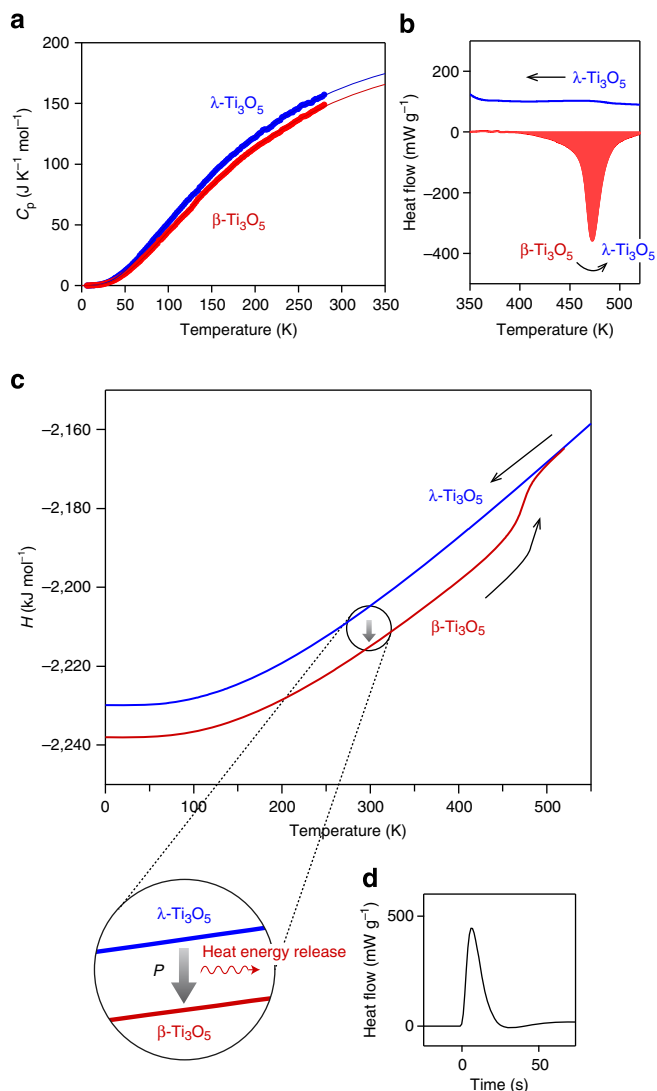 a
200
150
100
50
0
C_p (J K⁻¹ mol⁻¹)
λ-Ti₃O₅
β-Ti₃O₅
0 50 100 150 200 250 300 350
Temperature (K)
b
200
0
−200
−400
Heat flow (mW g⁻¹)
λ-Ti₃O₅
β-Ti₃O₅ λ-Ti₃O₅
350 400 450 500
Temperature (K)
c
−2,160
−2,180
−2,200
−2,220
−2,240
H (kJ mol⁻¹)
λ-Ti₃O₅
β-Ti₃O₅
0 100 200 300 400 500
Temperature (K)
λ-Ti₃O₅
Heat energy release
P
β-Ti₃O₅
d
500
0
Heat flow (mW g⁻¹)
0 50
Time (s)